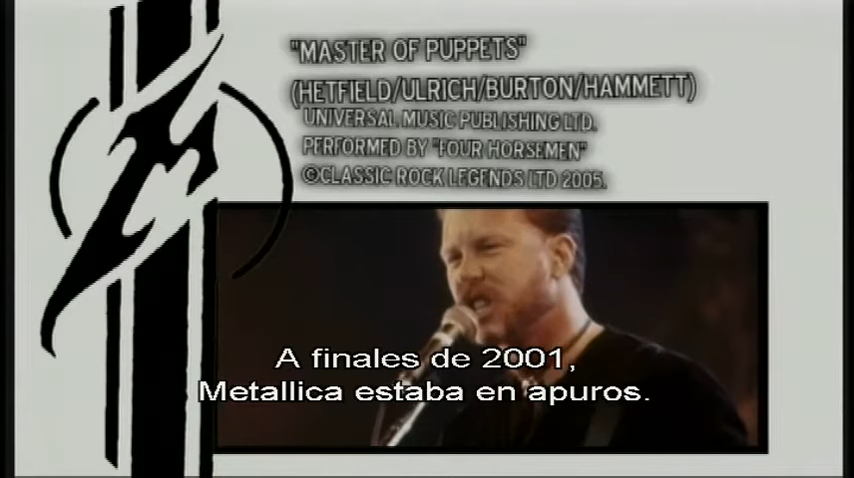 "MASTER OF PUPPETS"
(HETFIELD/ULRICH/BURTON/HAMMETT)
UNIVERSAL MUSIC PUBLISHING LTD.
PERFORMED BY "FOUR HORSEMEN"
©CLASSIC ROCK LEGENDS LTD 2005.
A finales de 2001,
Metallica estaba en apuros.